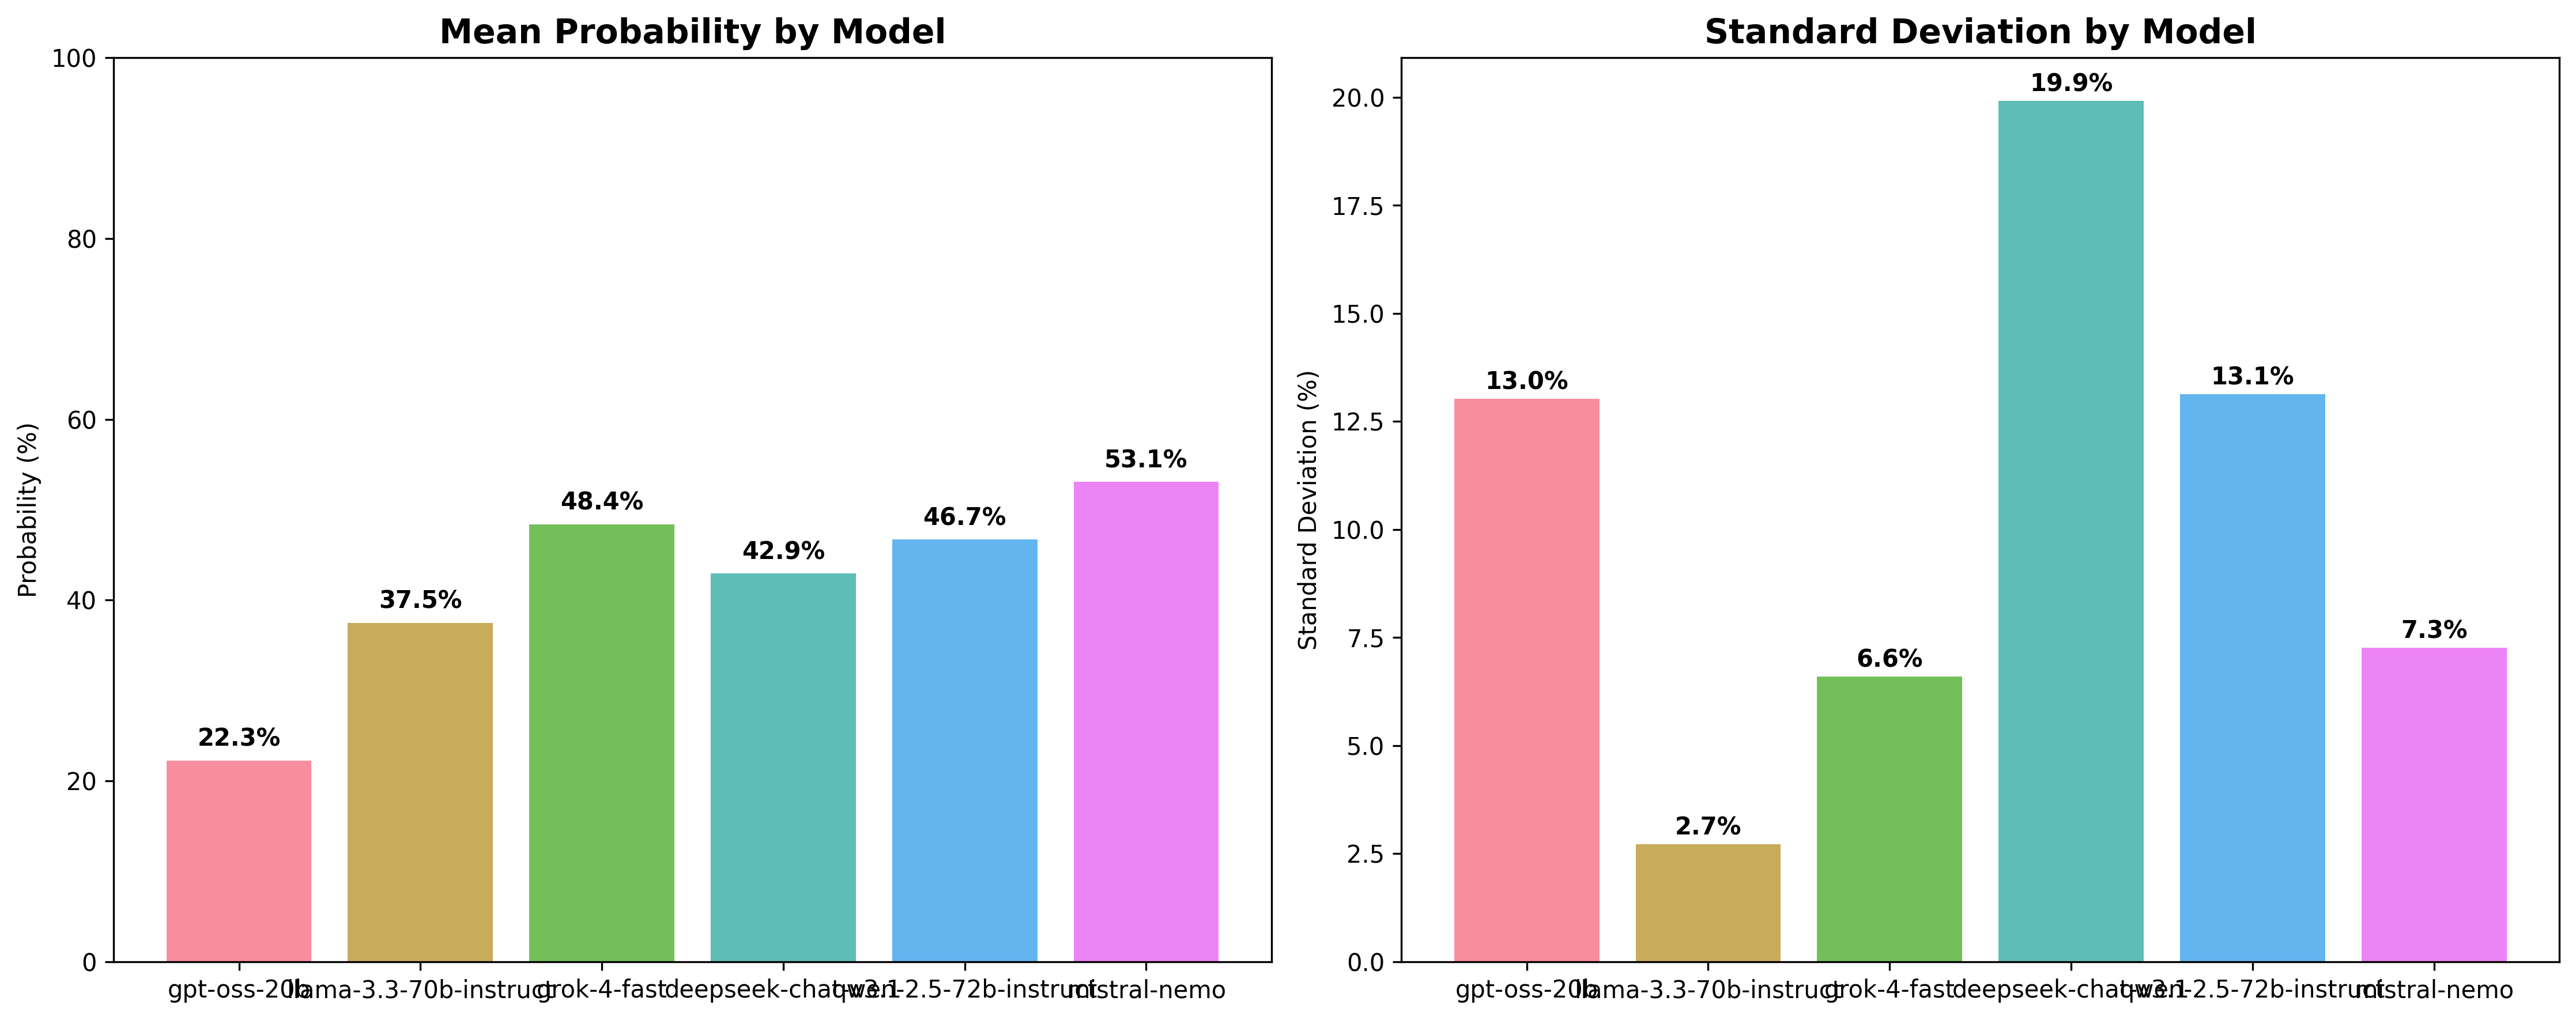 Mean Probability by Model
Probability (%)
100
80
60
40
20
0
22.3%
37.5%
48.4%
42.9%
46.7%
53.1%
gpt-oss-20b
llama-3.3-70b-instruct
grok-4-fast
deepseek-chat-v3.1
qwen-2.5-72b-instruct
mistral-nemo
Standard Deviation by Model
Standard Deviation (%)
20.0
17.5
15.0
12.5
10.0
7.5
5.0
2.5
0.0
13.0%
2.7%
6.6%
19.9%
13.1%
7.3%
gpt-oss-20b
llama-3.3-70b-instruct
grok-4-fast
deepseek-chat-v3.1
qwen-2.5-72b-instruct
mistral-nemo